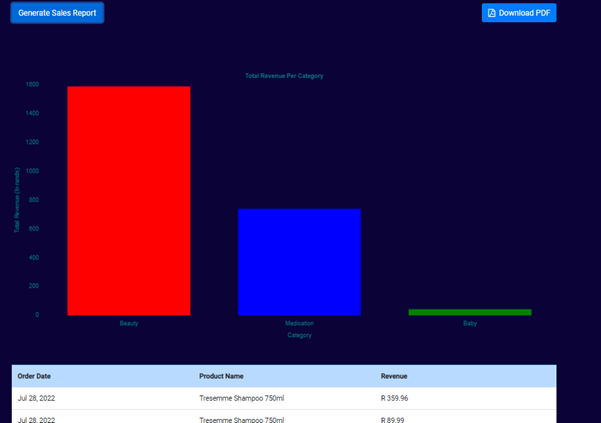 Generate Sales Report
Download PDF
Total Revenue Per Category
1600
1400
1200
1000
800
600
400
200
0
Total Revenue (In rands)
Beauty Medication Baby
Category
Order Date Product Name Revenue
Jul 28, 2022 Tresemme Shampoo 750ml R 359.96
Jul 28, 2022 Tresemme Shampoo 750ml R 89.99